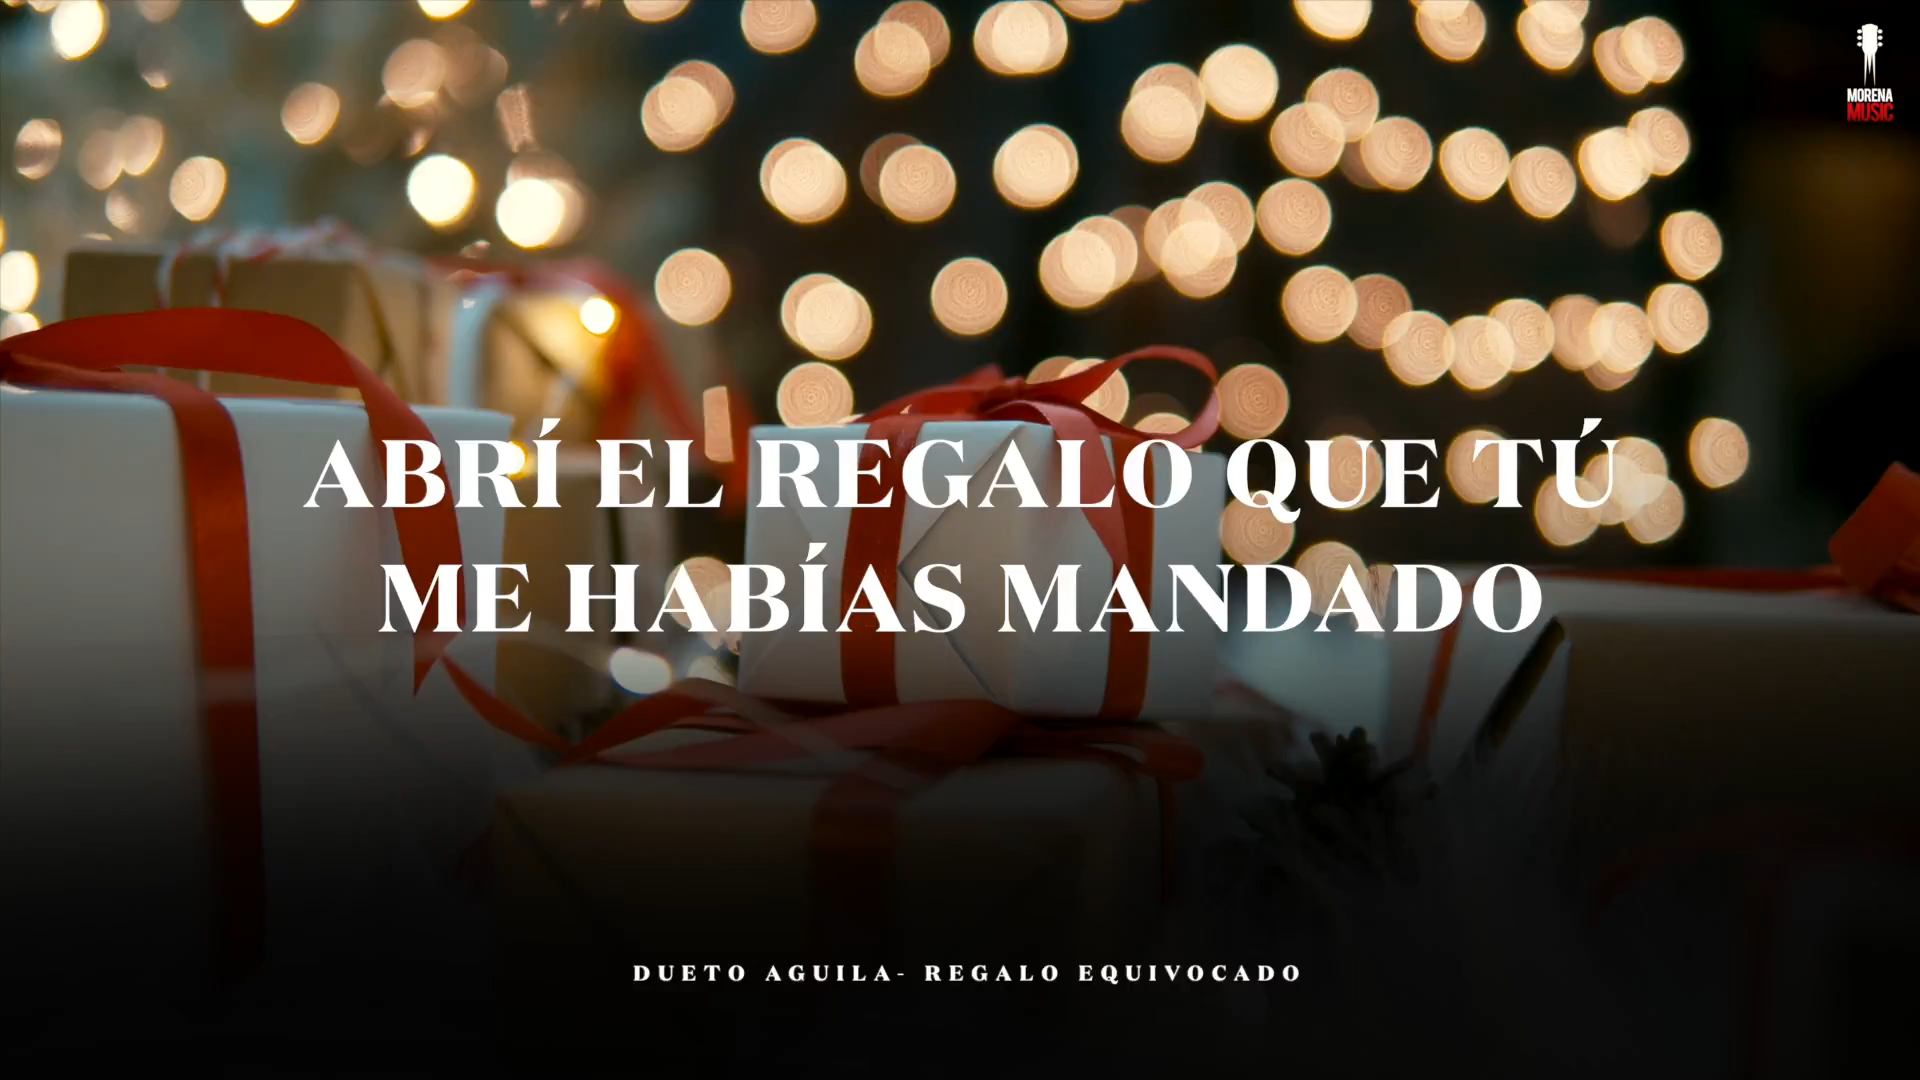 MORENA
MUSIC
ABRÍ EL REGALO QUE TÚ
ME HABÍAS MANDADO
DUETO AGUILA- REGALO EQUIVOCADO